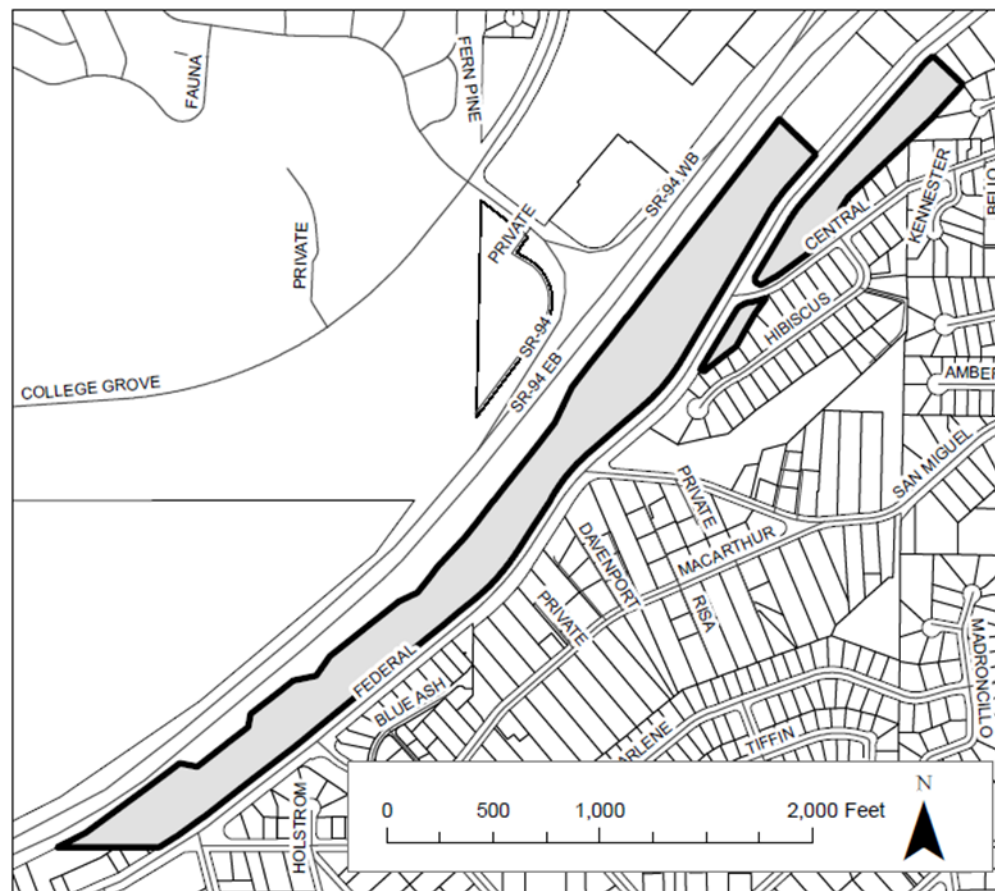 FAUNA
FERN PINE
PRIVATE
PRIVATE
SR-94 WB
SR-94
SR-94 EB
COLLEGE GROVE
CENTRAL
KENNESTER
HIBISCUS
AMBER
SAN MIGUEL
PRIVATE
MACARTHUR
DAVENPORT
RISA
PRIVATE
FEDERAL
BLUE ASH
MADRONCILLO
ARLENE
TIFFIN
HOLSTROM
0 500 1,000 2,000 Feet
N